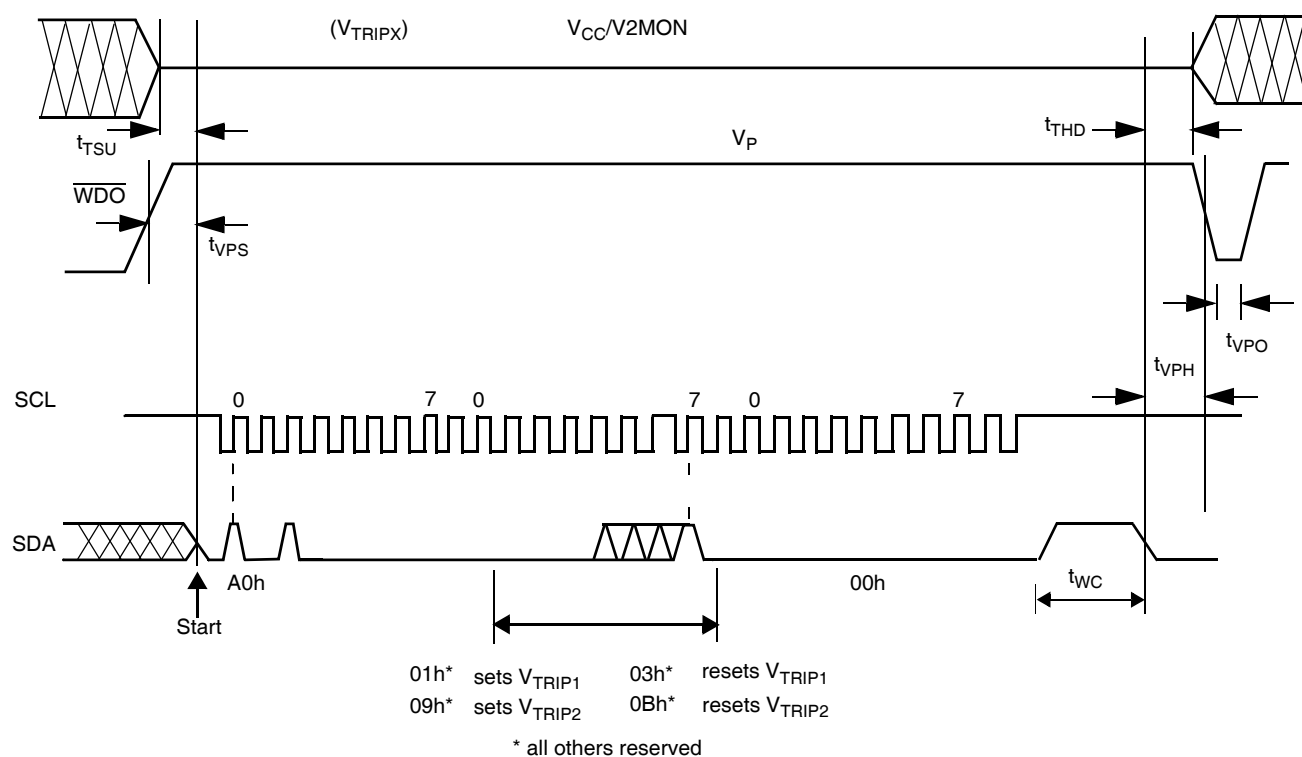 (VTRIPX) VCC/V2MON
tTSU
tTHD
VP
WDO
tVPS
tVPO
tVPH
SCL
0 7 0 7 0 7
SDA
A0h
00h
tWC
Start
01h* sets VTRIP1 03h* resets VTRIP1
09h* sets VTRIP2 0Bh* resets VTRIP2
* all others reserved